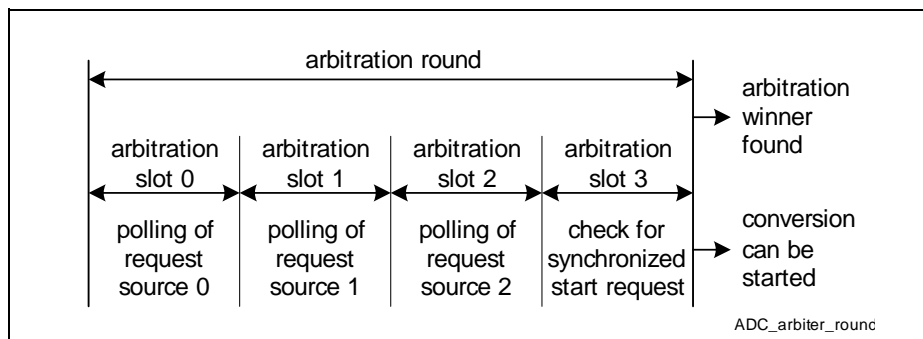 arbitration round
arbitration
winner
found
arbitration
slot 0
arbitration
slot 1
arbitration
slot 2
arbitration
slot 3
polling of
request
source 0
polling of
request
source 1
polling of
request
source 2
check for
synchronized
start request
conversion
can be
started
ADC_arbiter_round